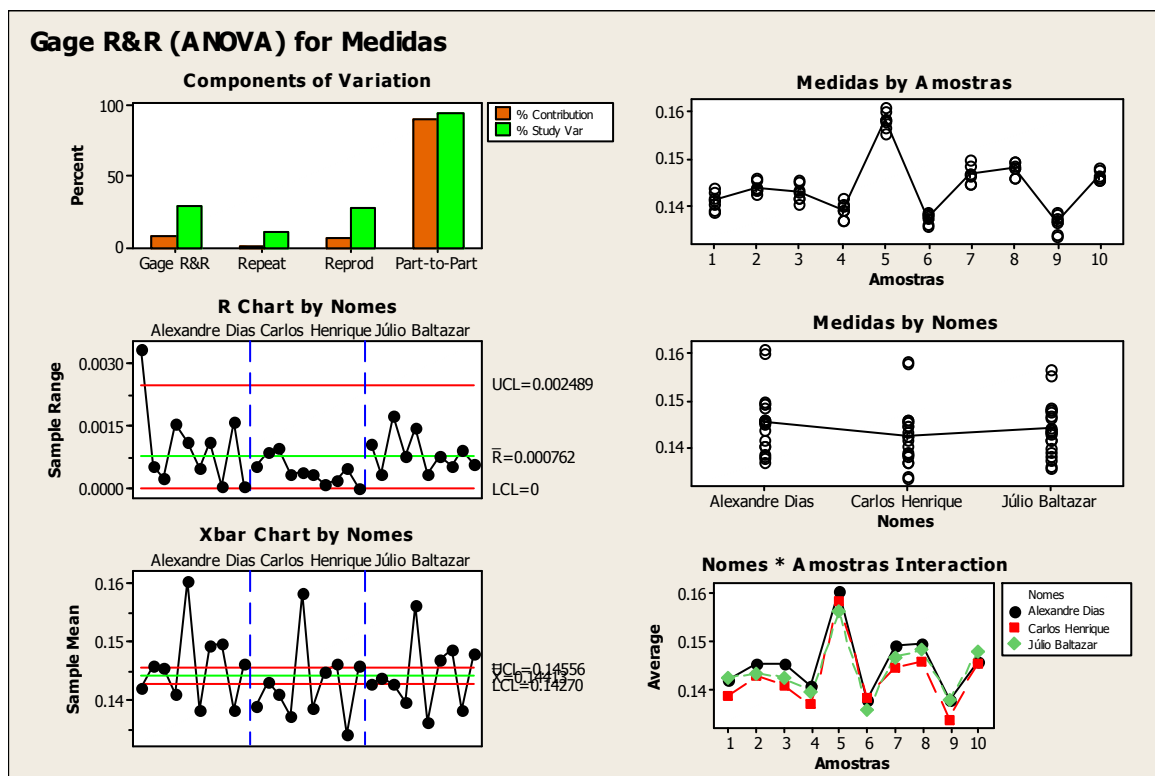 Gage R&R (ANOVA) for Medidas
Components of Variation
100
50
0
Percent
Gage R&R Repeat Reprod Part-to-Part
% Contribution
% Study Var
R Chart by Nomes
Alexandre Dias Carlos Henrique Júlio Baltazar
0.0030
0.0015
0.0000
Sample Range
UCL=0.002489
R=0.000762
LCL=0
Xbar Chart by Nomes
Alexandre Dias Carlos Henrique Júlio Baltazar
0.16
0.15
0.14
Sample Mean
UCL=0.14556
LCL=0.14270
Medidas by Amostras
0.16
0.15
0.14
1 2 3 4 5 6 7 8 9 10
Amostras
Medidas by Nomes
0.16
0.15
0.14
Alexandre Dias Carlos Henrique Júlio Baltazar
Nomes
Nomes * Amostras Interaction
0.16
0.15
0.14
Average
1 2 3 4 5 6 7 8 9 10
Amostras
Nomes
Alexandre Dias
Carlos Henrique
Júlio Baltazar